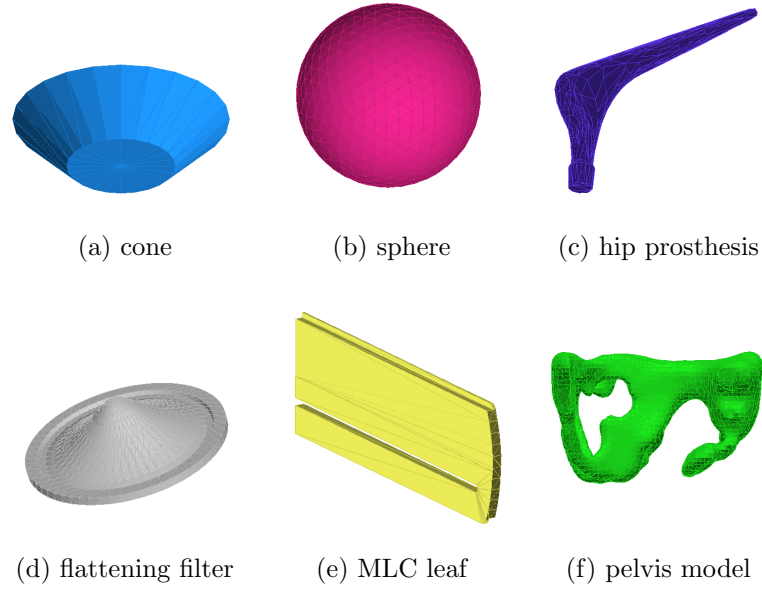 (a) cone
(b) sphere
(c) hip prosthesis
(d) flattening filter
(e) MLC leaf
(f) pelvis model